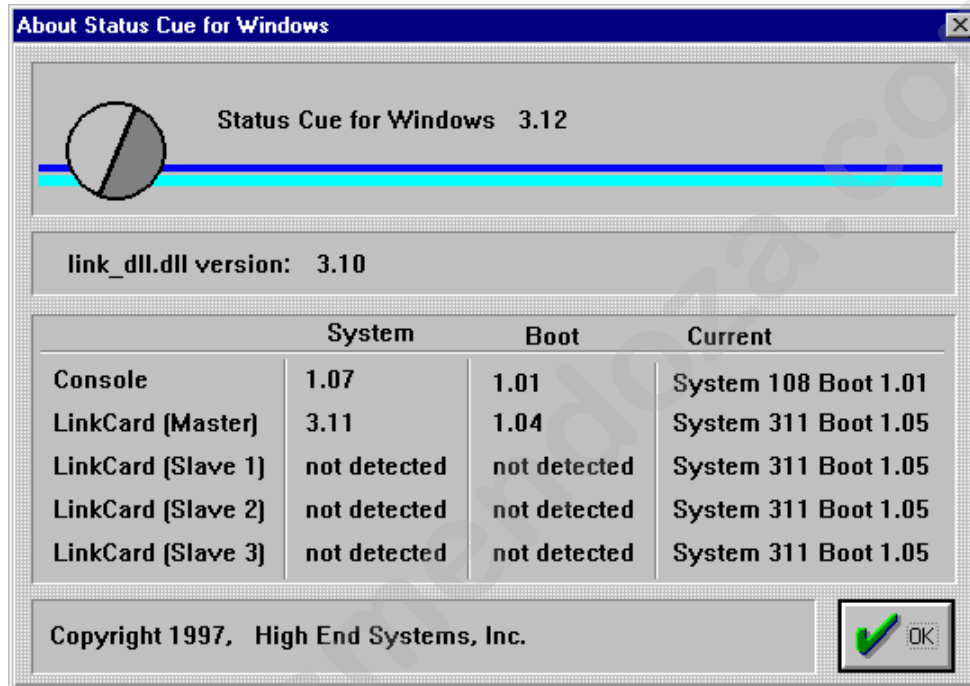 About Status Cue for Windows
Status Cue for Windows 3.12
link_dll.dll version: 3.10
System Boot Current
Console 1.07 1.01 System 108 Boot 1.01
LinkCard (Master) 3.11 1.04 System 311 Boot 1.05
LinkCard (Slave 1) not detected not detected System 311 Boot 1.05
LinkCard (Slave 2) not detected not detected System 311 Boot 1.05
LinkCard (Slave 3) not detected not detected System 311 Boot 1.05
Copyright 1997, High End Systems, Inc.
OK